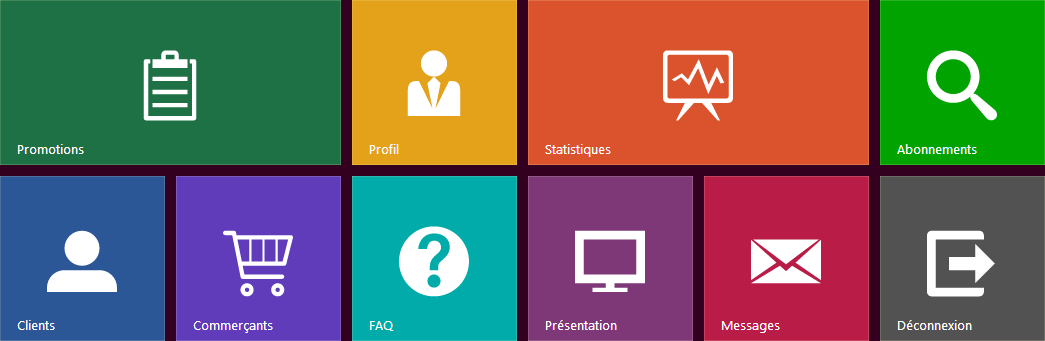 Promotions
Profil
Statistiques
Abonnements
Clients
Commerçants
FAQ
Présentation
Messages
Déconnexion